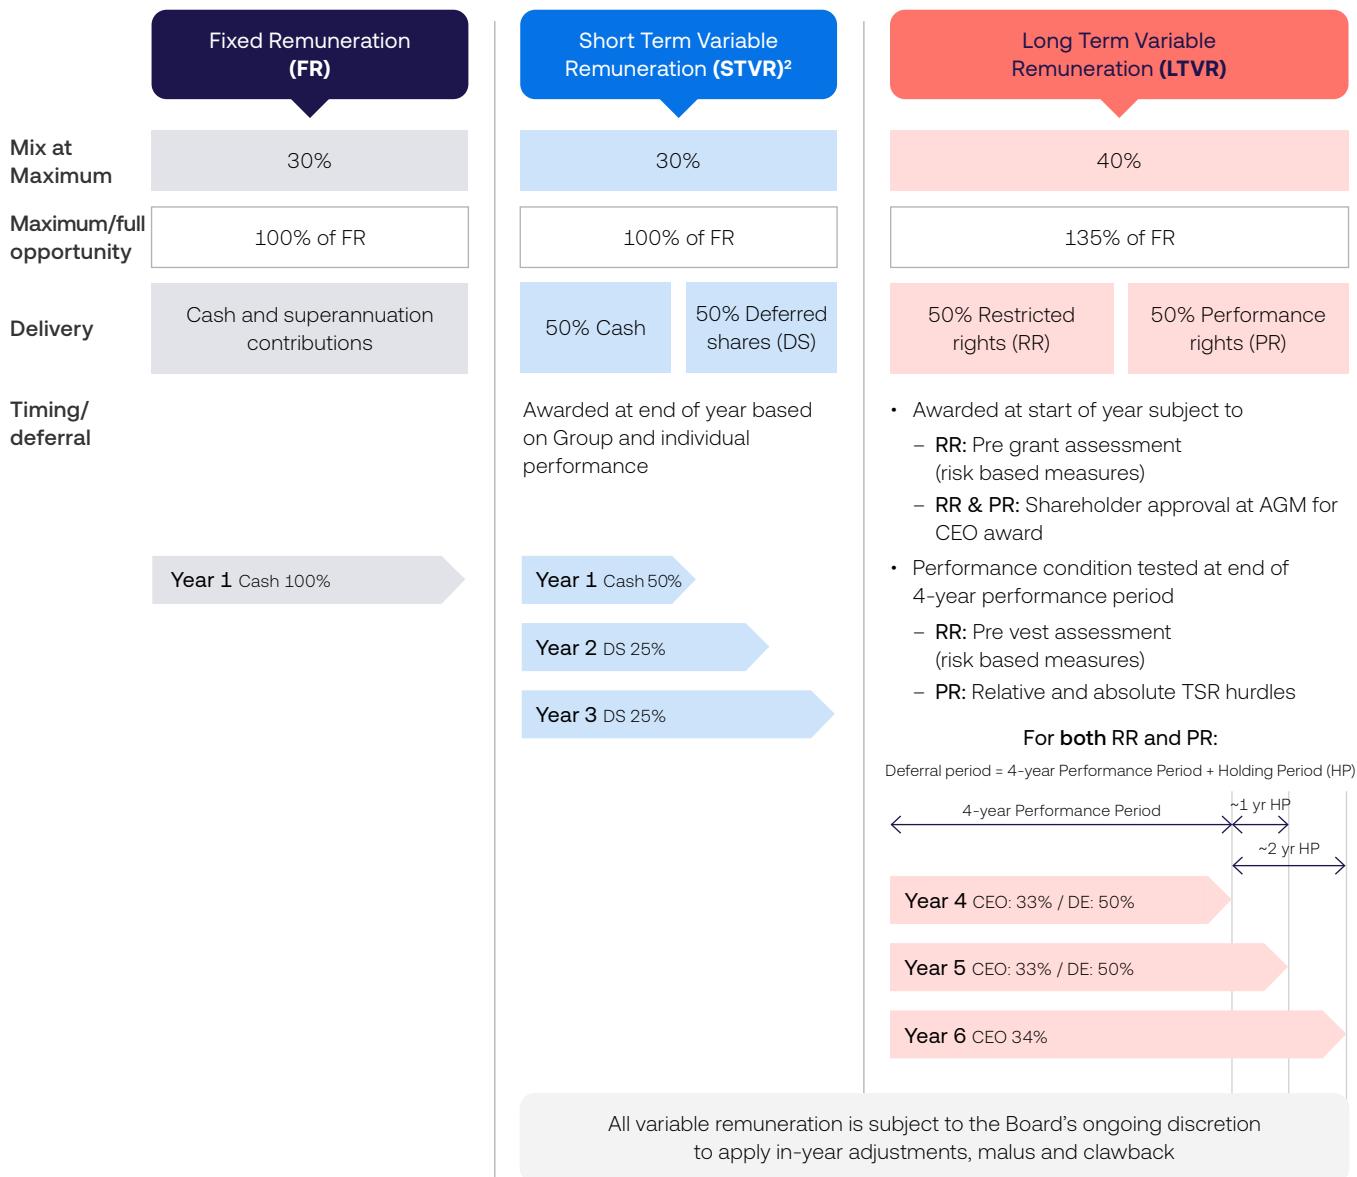 Fixed Remuneration
(FR)
Short Term Variable
Remuneration (STVR)²
Long Term Variable
Remuneration (LTVR)
Mix at
Maximum
30%
30%
40%
Maximum/full
opportunity
100% of FR
100% of FR
135% of FR
Delivery
Cash and superannuation
contributions
50% Cash
50% Deferred
shares (DS)
50% Restricted
rights (RR)
50% Performance
rights (PR)
Timing/
deferral
Year 1 Cash 100%
Awarded at end of year based
on Group and individual
performance
Year 1 Cash 50%
Year 2 DS 25%
Year 3 DS 25%
• Awarded at start of year subject to
– RR: Pre grant assessment
(risk based measures)
– RR & PR: Shareholder approval at AGM for
CEO award
• Performance condition tested at end of
4-year performance period
– RR: Pre vest assessment
(risk based measures)
– PR: Relative and absolute TSR hurdles
For both RR and PR:
Deferral period = 4-year Performance Period + Holding Period (HP)
4-year Performance Period
~1 yr HP
~2 yr HP
Year 4 CEO: 33% / DE: 50%
Year 5 CEO: 33% / DE: 50%
Year 6 CEO 34%
All variable remuneration is subject to the Board’s ongoing discretion
to apply in-year adjustments, malus and clawback